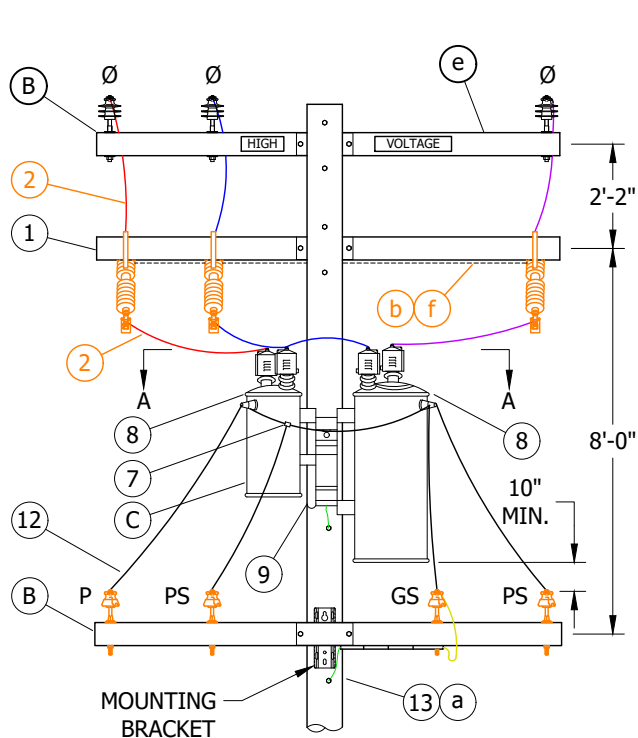 Ø Ø Ø
B e
HIGH VOLTAGE
2 2'-2"
1
b f
2
A A
8 8
8'-0"
7
10"
MIN.
C
12
9
P PS GS PS
B
MOUNTING
BRACKET
13 a